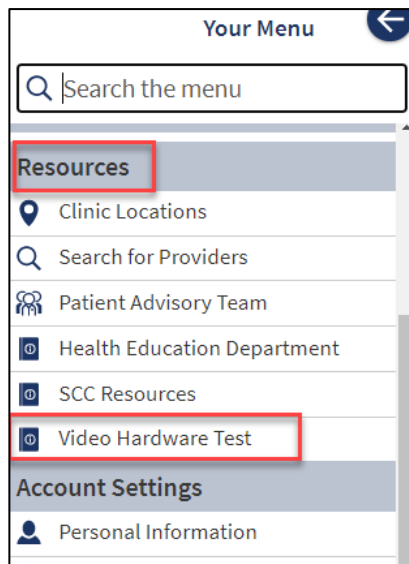 Your Menu
Search the menu
Resources
Clinic Locations
Search for Providers
Patient Advisory Team
Health Education Department
SCC Resources
Video Hardware Test
Account Settings
Personal Information